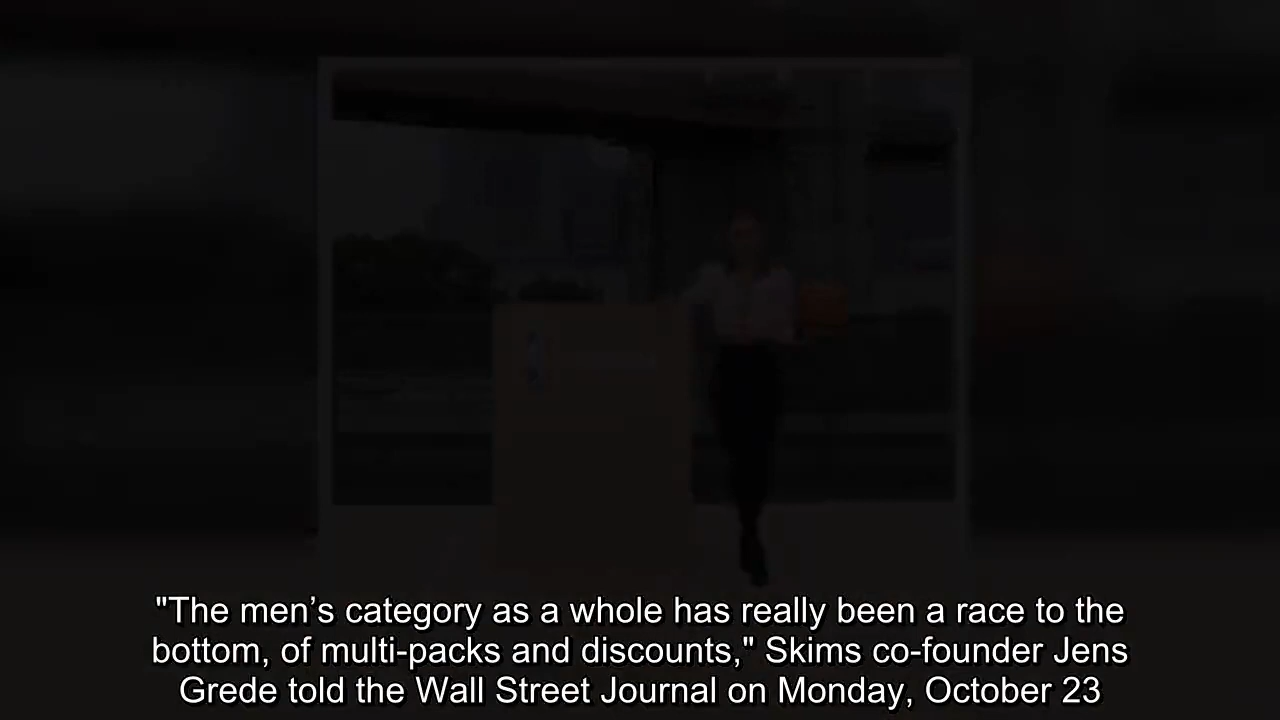 "The men’s category as a whole has really been a race to the
bottom, of multi-packs and discounts," Skims co-founder Jens
Grede told the Wall Street Journal on Monday, October 23